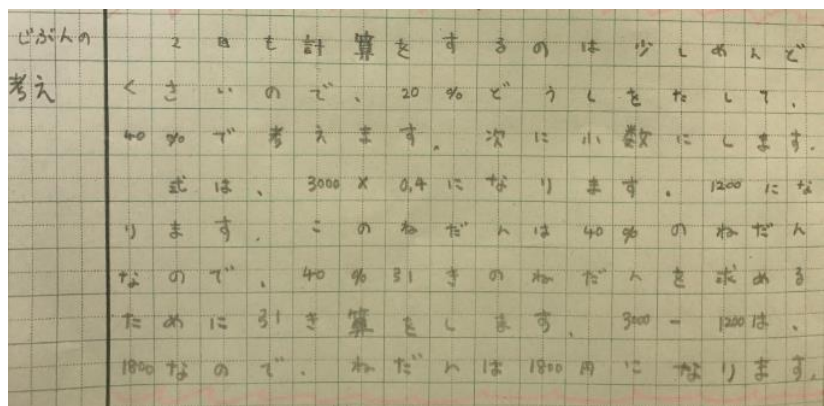 じぶんの
考え
2回も計算をするのは少しめんど
くさいので、20%どうしをたして、
40%で考えます。次に小数にします。
式は、3000×0.4になります。1200にな
ります。このねだんは40%のねだん
なので、40%引きのねだんを求める
ために引き算をします。3000-1200は、
1800なので、ねだんは1800円になります。